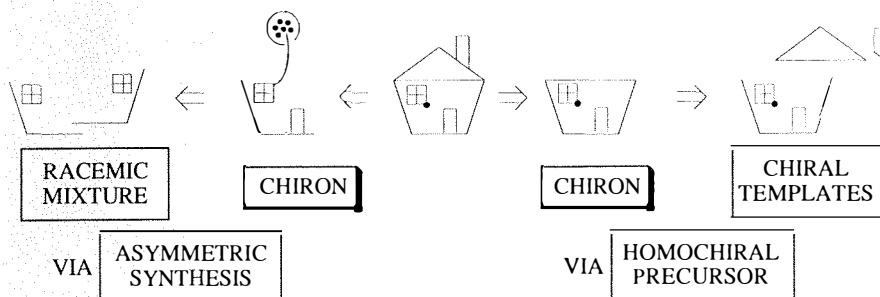 RACEMIC
MIXTURE
CHIRON
CHIRON
CHIRAL
TEMPLATES
VIA
ASYMMETRIC
SYNTHESIS
VIA
HOMOCHIRAL
PRECURSOR